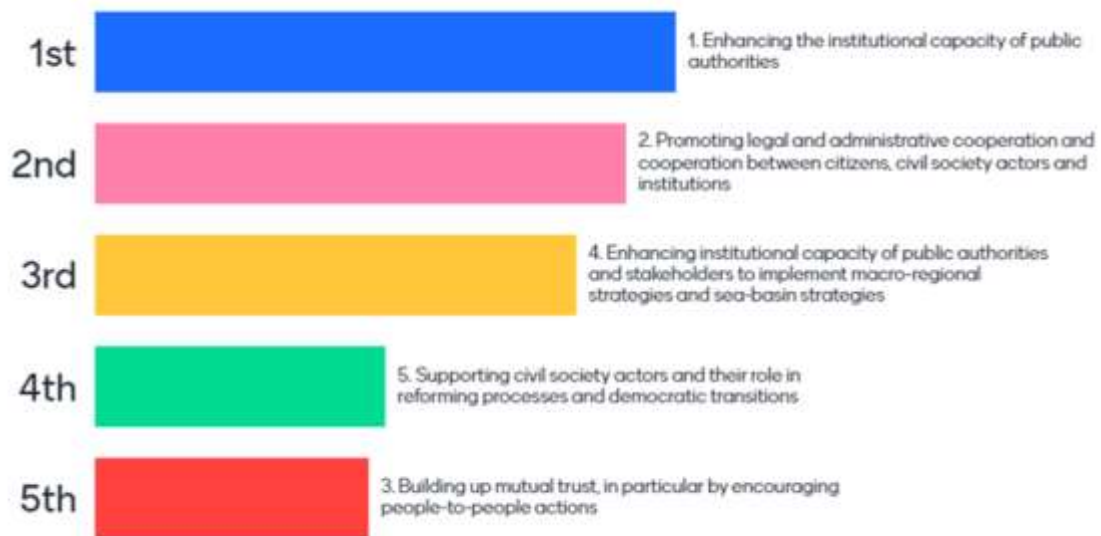 1st
1. Enhancing the institutional capacity of public
authorities
2nd
2. Promoting legal and administrative cooperation and
cooperation between citizens, civil society actors and
institutions
3rd
4. Enhancing institutional capacity of public authorities
and stakeholders to implement macro-regional
strategies and sea-basin strategies
4th
5. Supporting civil society actors and their role in
reforming processes and democratic transitions
5th
3. Building up mutual trust, in particular by encouraging
people-to-people actions